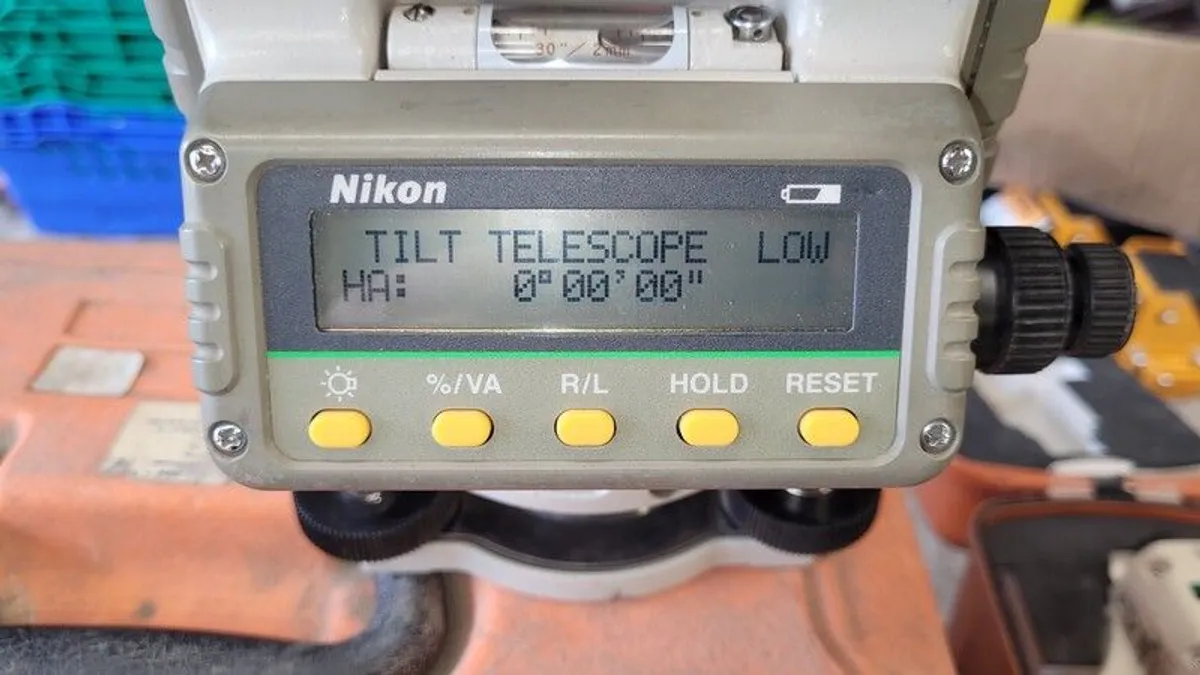 30"/2mm
Nikon
TILT TELESCOPE LOW
HA: 0°00'00"
%/VA R/L HOLD RESET